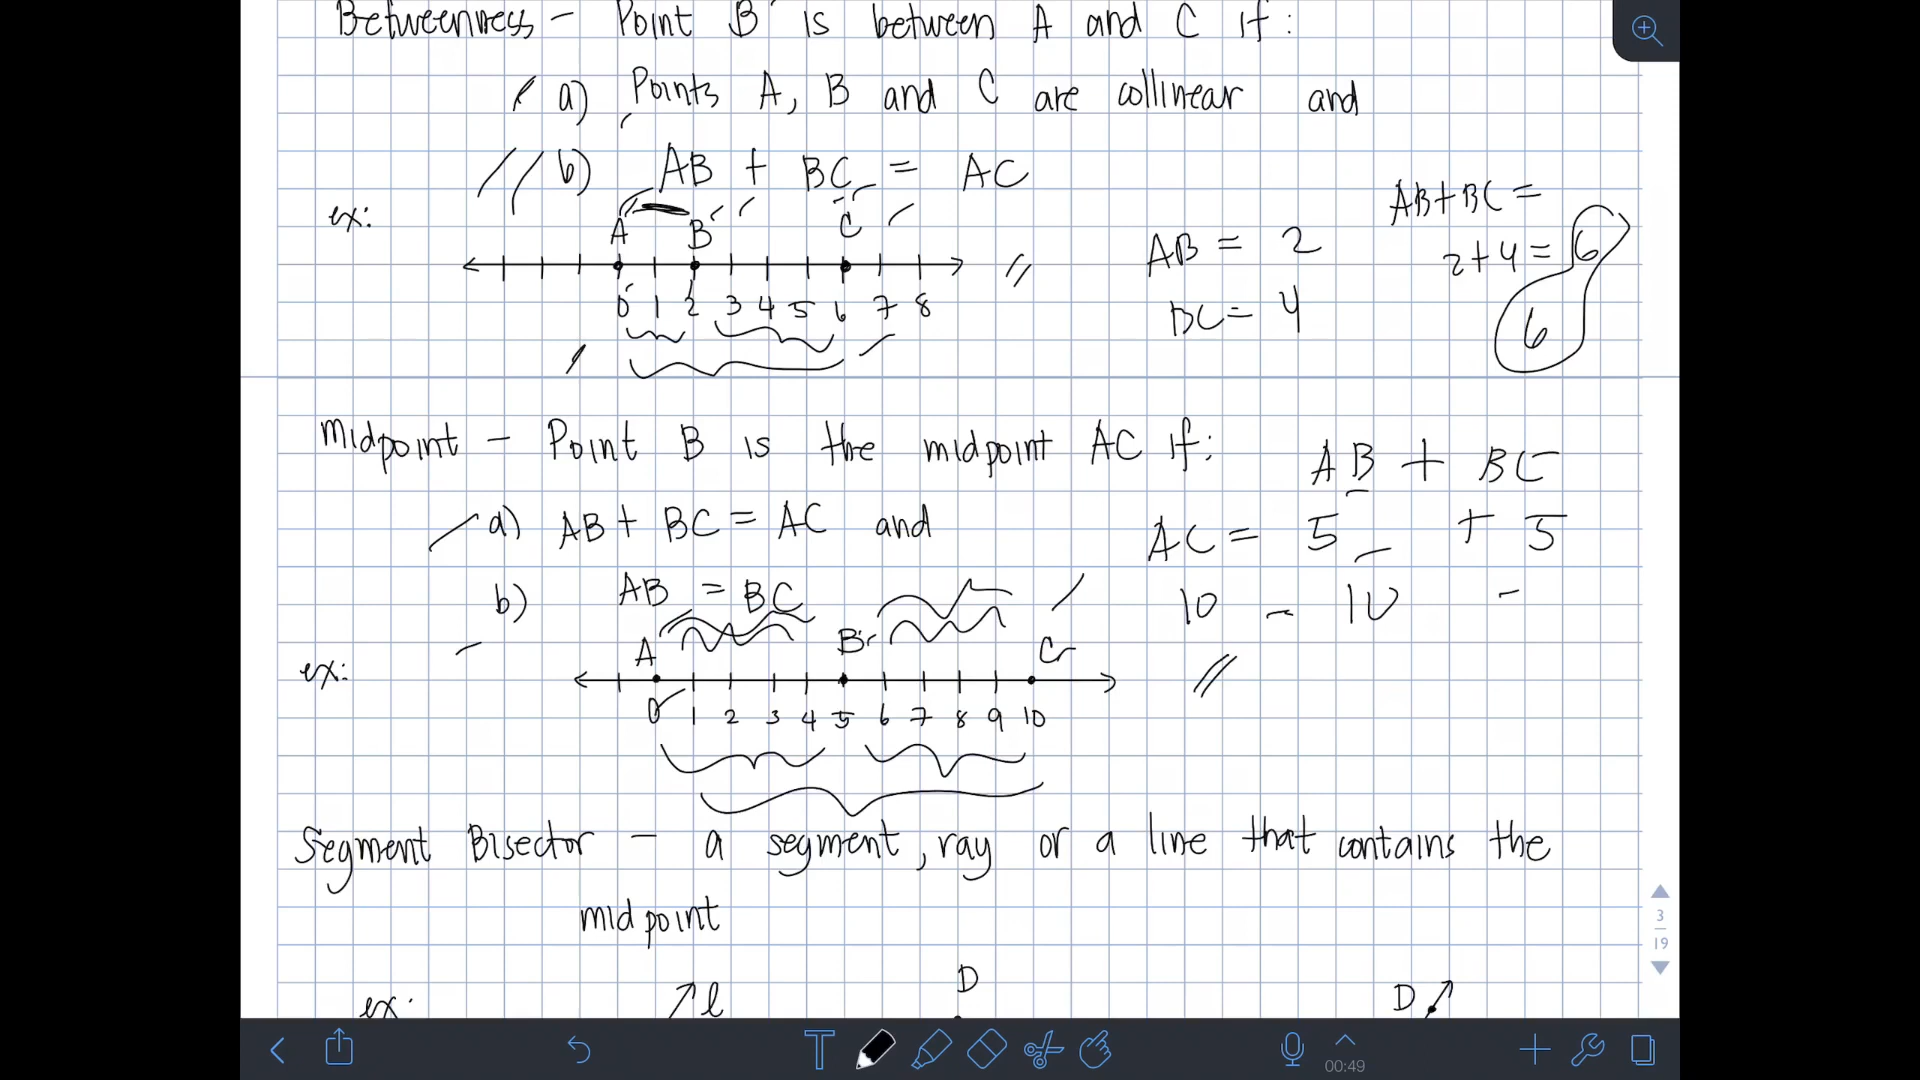 Betweenness - Point B is between A and C if:
a) Points A, B and C are collinear and
b) AB + BC = AC
ex:
A B C
0 1 2 3 4 5 6 7 8
AB = 2
BC = 4
AB+BC =
2+4 = 6
6
Midpoint - Point B is the midpoint AC if:
a) AB + BC = AC and
b) AB = BC
AB + BC
AC = 5 + 5
10 = 10
ex:
A B C
0 1 2 3 4 5 6 7 8 9 10
Segment Bisector - a segment, ray or a line that contains the
midpoint
ex:
l
D
D
3
19
T
00:49